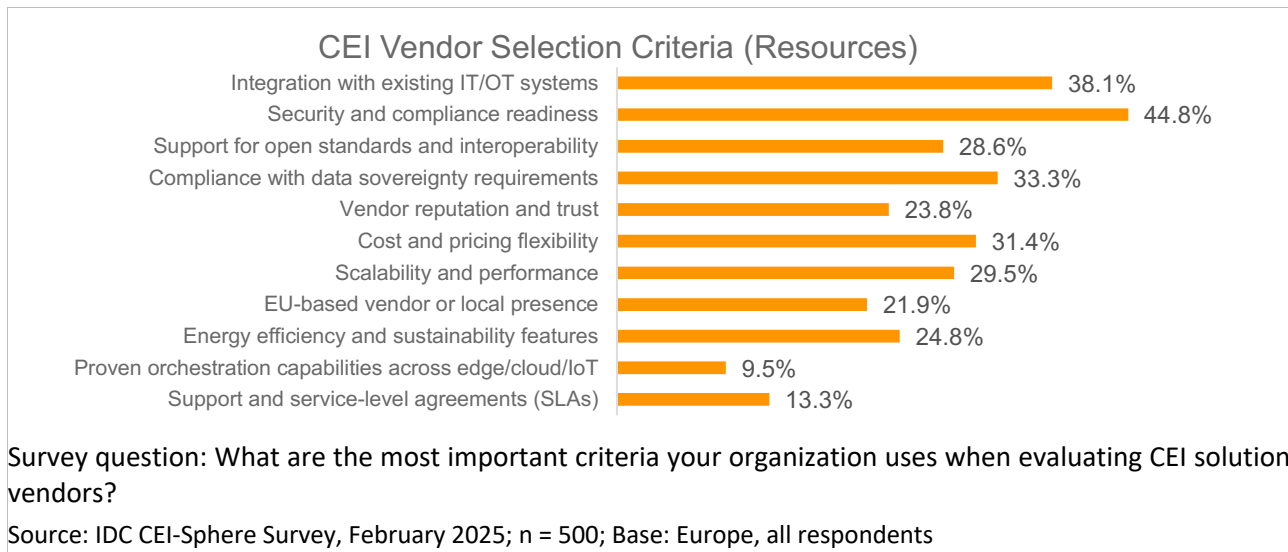 CEI Vendor Selection Criteria (Resources)
Integration with existing IT/OT systems 38.1%
Security and compliance readiness 44.8%
Support for open standards and interoperability 28.6%
Compliance with data sovereignty requirements 33.3%
Vendor reputation and trust 23.8%
Cost and pricing flexibility 31.4%
Scalability and performance 29.5%
EU-based vendor or local presence 21.9%
Energy efficiency and sustainability features 24.8%
Proven orchestration capabilities across edge/cloud/IoT 9.5%
Support and service-level agreements (SLAs) 13.3%
Survey question: What are the most important criteria your organization uses when evaluating CEI solution
vendors?
Source: IDC CEI-Sphere Survey, February 2025; n = 500; Base: Europe, all respondents